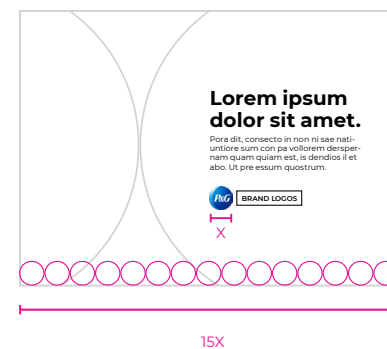 Lorem ipsum
dolor sit amet.
Pora dit, consecto in non ni sae nati-
untiore sum con pa vollorem dersper-
nam quam quiam est, is dendios il et
abo. Ut pre essum quostrum.
P&G BRAND LOGOS
X
15X